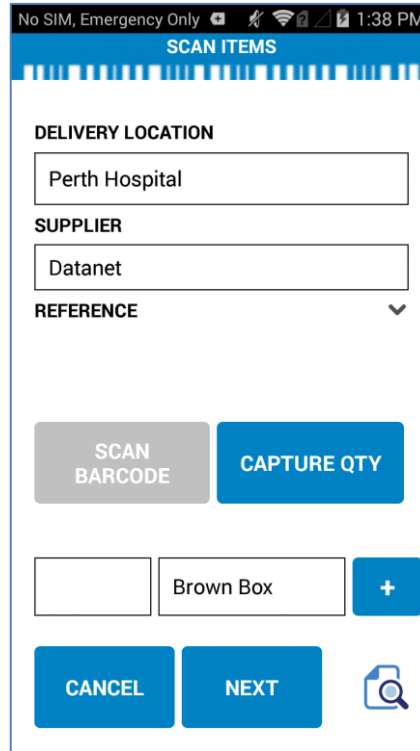 No SIM, Emergency Only 1:38 PM
SCAN ITEMS
DELIVERY LOCATION
Perth Hospital
SUPPLIER
Datanet
REFERENCE
SCAN
BARCODE
CAPTURE QTY
Brown Box
+
CANCEL
NEXT